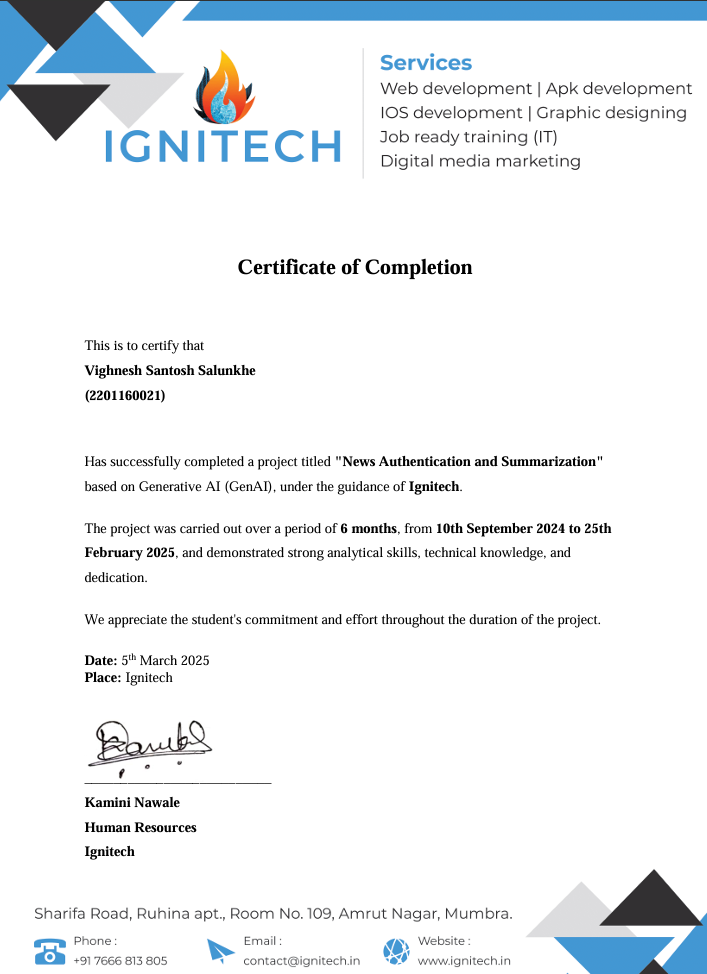 IGNITECH
Services
Web development | Apk development
IOS development | Graphic designing
Job ready training (IT)
Digital media marketing
Certificate of Completion
This is to certify that
Vighnesh Santosh Salunkhe
(2201160021)
Has successfully completed a project titled "News Authentication and Summarization"
based on Generative AI (GenAI), under the guidance of Ignitech.
The project was carried out over a period of 6 months, from 10th September 2024 to 25th
February 2025, and demonstrated strong analytical skills, technical knowledge, and
dedication.
We appreciate the student's commitment and effort throughout the duration of the project.
Date: 5th March 2025
Place: Ignitech
Kamini Nawale
Human Resources
Ignitech
Sharifa Road, Ruhina apt., Room No. 109, Amrut Nagar, Mumbra.
Phone :
+91 7666 813 805
Email :
contact@ignitech.in
Website :
www.ignitech.in